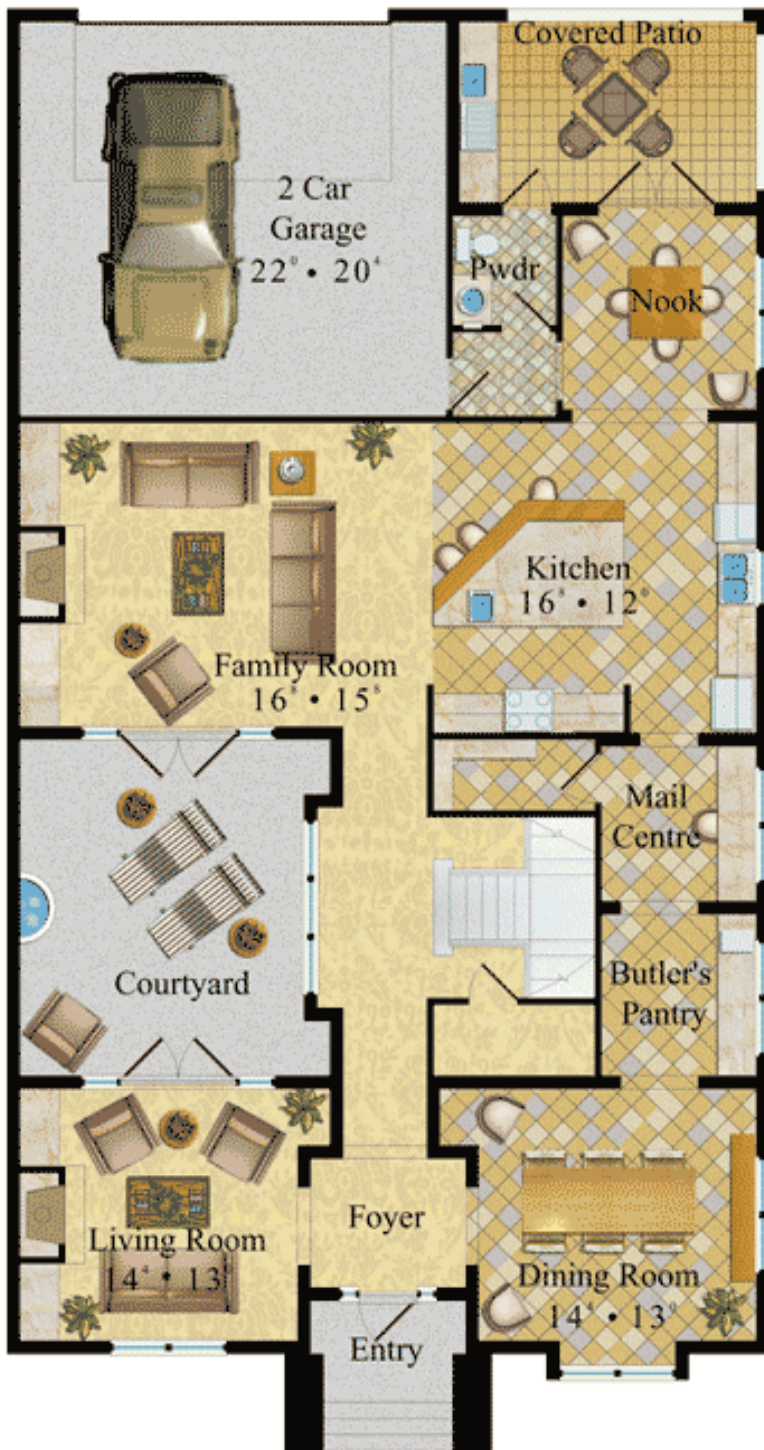 Covered Patio
2 Car
Garage
22⁰ • 20⁴
Pwdr
Nook
Kitchen
16⁸ • 12⁰
Family Room
16⁸ • 15⁸
Mail
Centre
Courtyard
Butler's
Pantry
Foyer
Living Room
14⁴ • 13
Dining Room
14⁴ • 13⁰
Entry